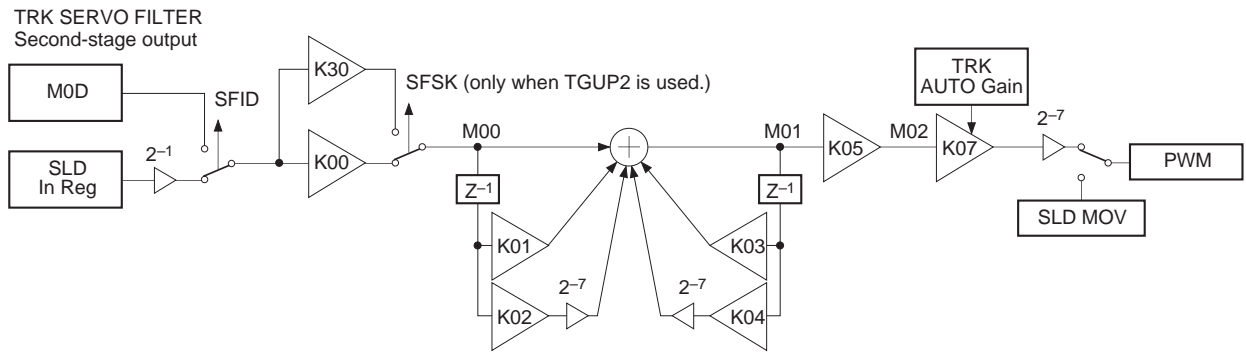 TRK SERVO FILTER
Second-stage output
M0D
SFID
K30
SFSK (only when TGUP2 is used.)
TRK
AUTO Gain
SLD
In Reg
2–1
K00
M00
M01
K05
M02
K07
2–7
PWM
Z–1
Z–1
SLD MOV
K01
K03
K02
2–7
2–7
K04